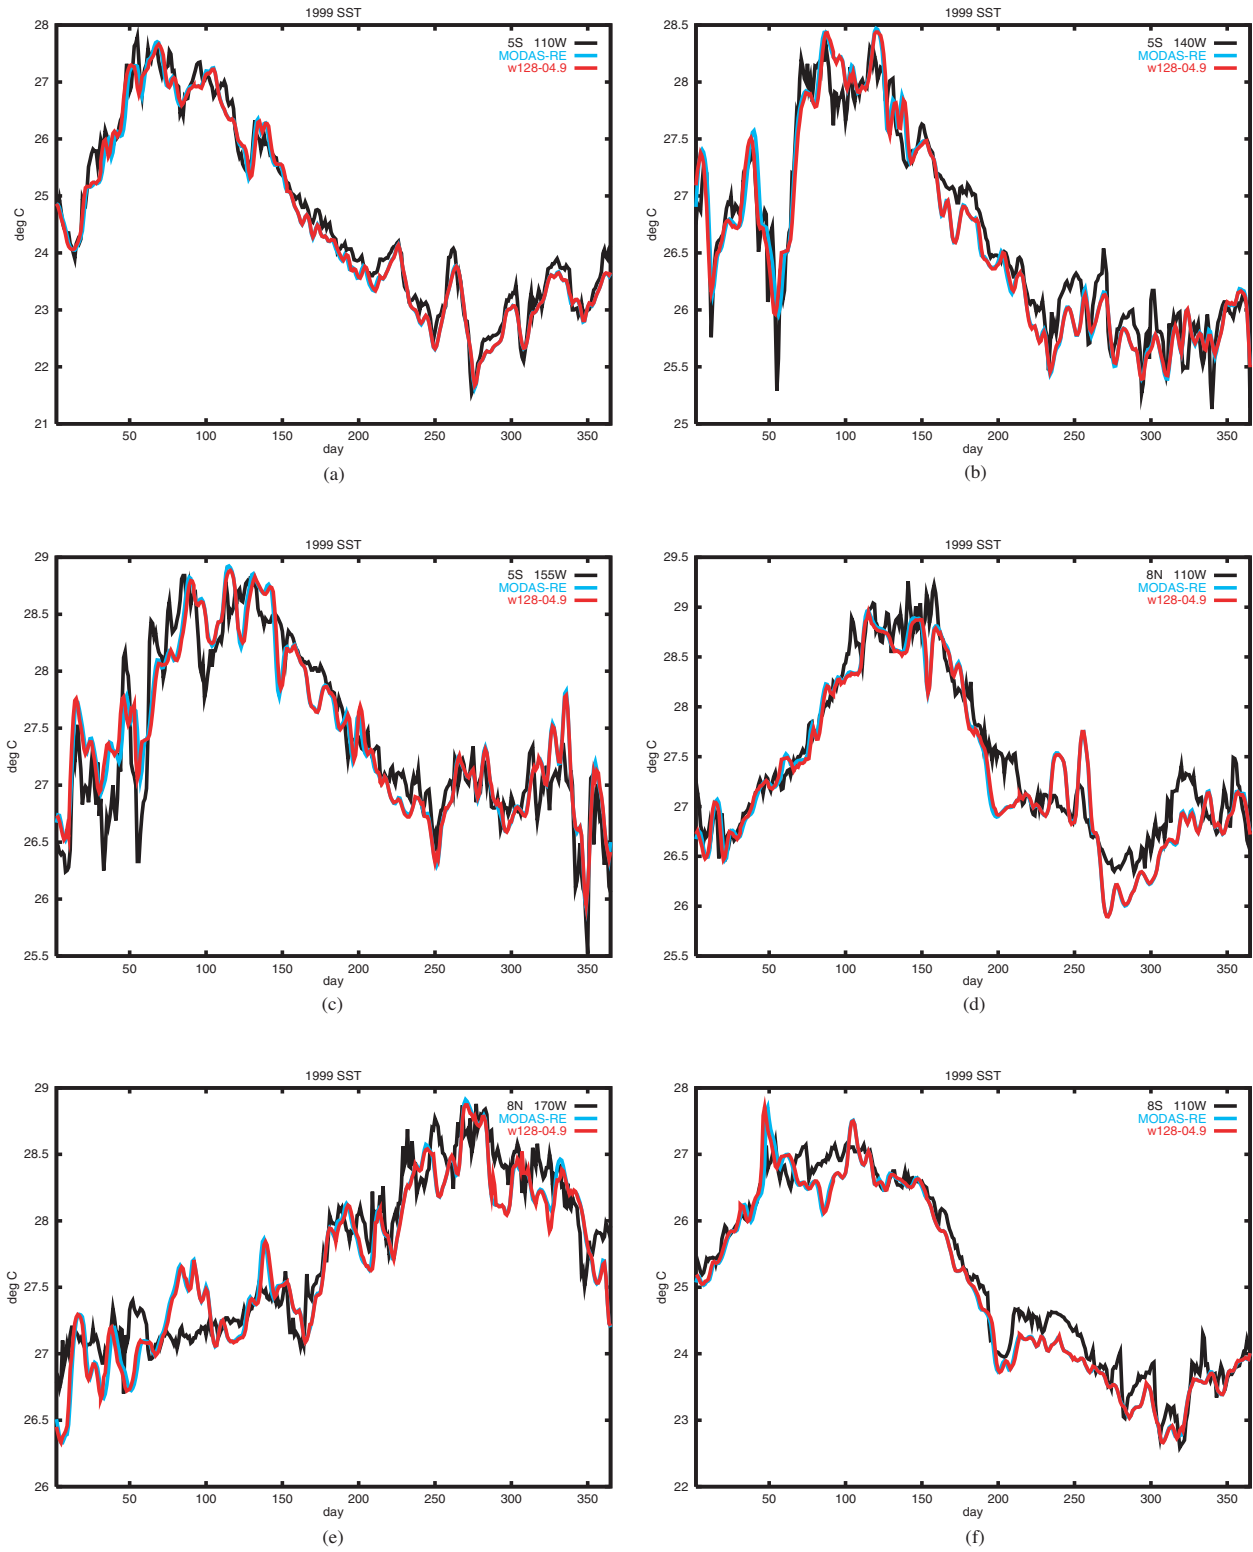 1999 SST
28
27
26
25
24
23
22
21
deg C
5S 110W
MODAS-RE
w128-04.9
50 100 150 200 250 300 350
day
(a)
1999 SST
28.5
28
27.5
27
26.5
26
25.5
25
deg C
5S 140W
MODAS-RE
w128-04.9
50 100 150 200 250 300 350
day
(b)
1999 SST
29
28.5
28
27.5
27
26.5
26
25.5
deg C
5S 155W
MODAS-RE
w128-04.9
50 100 150 200 250 300 350
day
(c)
1999 SST
29.5
29
28.5
28
27.5
27
26.5
26
25.5
deg C
8N 110W
MODAS-RE
w128-04.9
50 100 150 200 250 300 350
day
(d)
1999 SST
29
28.5
28
27.5
27
26.5
26
deg C
8N 170W
MODAS-RE
w128-04.9
50 100 150 200 250 300 350
day
(e)
1999 SST
28
27
26
25
24
23
22
deg C
8S 110W
MODAS-RE
w128-04.9
50 100 150 200 250 300 350
day
(f)